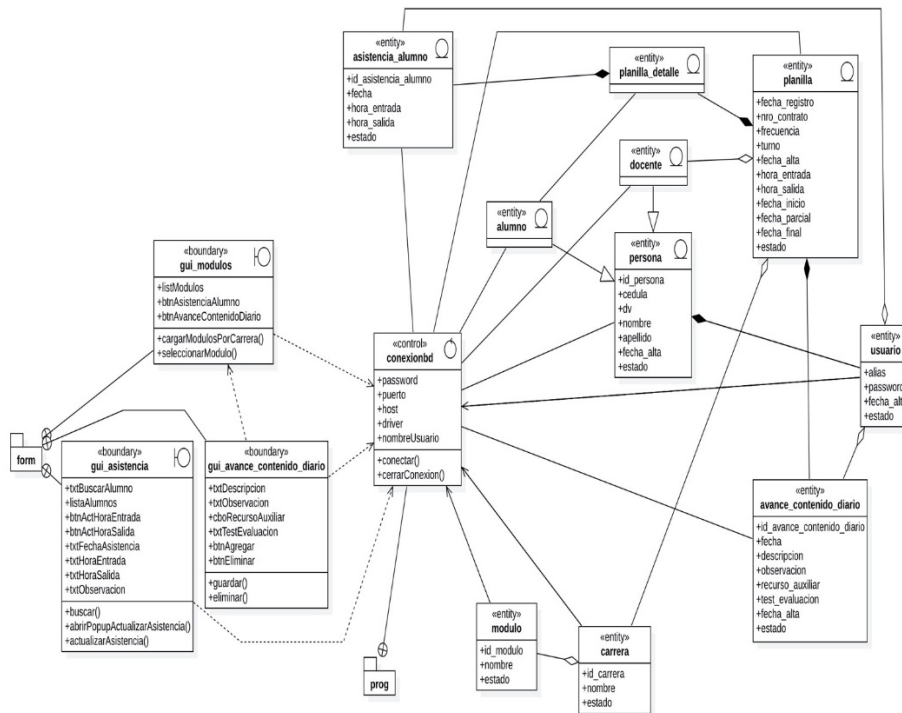 «entity»
asistencia_alumno
+id_asistencia_alumno
+fecha
+hora_entrada
+hora_salida
+estado
«entity»
planilla_detalle
«entity»
planilla
+fecha_registro
+nro_contrato
+frecuencia
+turno
+fecha_alta
+hora_entrada
+hora_salida
+fecha_inicio
+fecha_parcial
+fecha_final
+estado
«entity»
docente
«entity»
alumno
«entity»
persona
+id_persona
+cedula
+dv
+nombre
+apellido
+fecha_alta
+estado
«boundary»
gui_modulos
+listModulos
+btnAsistenciaAlumno
+btnAvanceContenidoDiario
+cargarModulosPorCarrera()
+seleccionarModulo()
«control»
conexionbd
+password
+puerto
+host
+driver
+nombreUsuario
+conectar()
+cerrarConexion()
«entity»
usuario
+alias
+password
+fecha_alta
+estado
form
«boundary»
gui_asistencia
+txtBuscarAlumno
+listaAlumnos
+btnActHoraEntrada
+btnActHoraSalida
+txtFechaAsistencia
+txtHoraEntrada
+txtHoraSalida
+txtObservacion
+buscar()
+abrirPopupActualizarAsistencia()
+actualizarAsistencia()
«boundary»
gui_avance_contenido_diario
+txtDescripcion
+txtObservacion
+cboRecursoAuxiliar
+txtTestEvaluacion
+btnAgregar
+btnEliminar
+guardar()
+eliminar()
«entity»
avance_contenido_diario
+id_avance_contenido_diario
+fecha
+descripcion
+observacion
+recurso_auxiliar
+test_evaluacion
+fecha_alta
+estado
«entity»
modulo
+id_modulo
+nombre
+estado
«entity»
carrera
+id_carrera
+nombre
+estado
prog